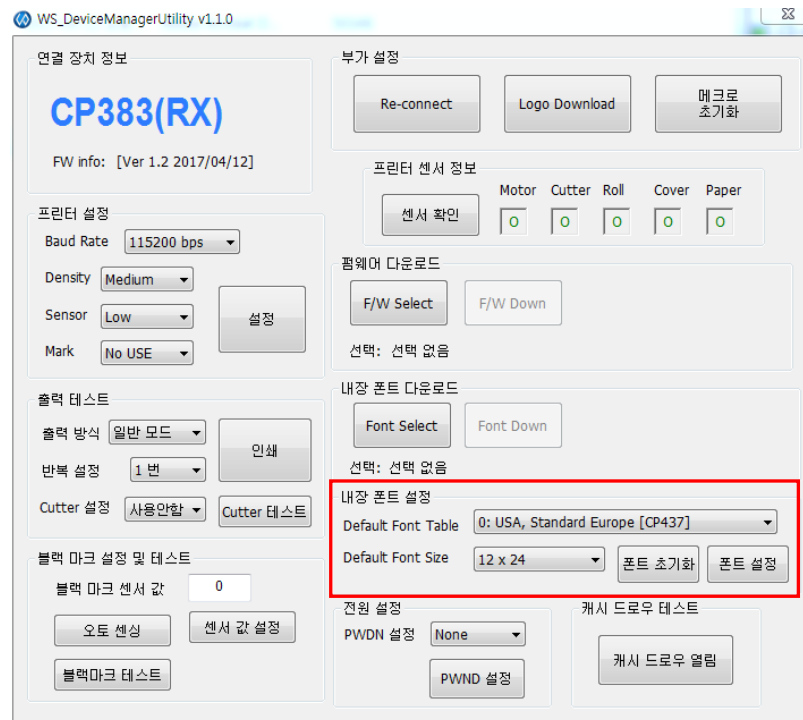 WS_DeviceManagerUtility v1.1.0
연결 장치 정보
CP383(RX)
FW info: [Ver 1.2 2017/04/12]
프린터 설정
Baud Rate 115200 bps
Density Medium
Sensor Low
Mark No USE
설정
출력 테스트
출력 방식 일반 모드
반복 설정 1 번
인쇄
Cutter 설정 사용안함 Cutter 테스트
블랙 마크 설정 및 테스트
블랙 마크 센서 값 0
오토 센싱 센서 값 설정
블랙마크 테스트
부가 설정
Re-connect Logo Download 메크로
초기화
프린터 센서 정보
Motor Cutter Roll Cover Paper
센서 확인 O O O O O
펌웨어 다운로드
F/W Select F/W Down
선택: 선택 없음
내장 폰트 다운로드
Font Select Font Down
선택: 선택 없음
내장 폰트 설정
Default Font Table 0: USA, Standard Europe [CP437]
Default Font Size 12 x 24 폰트 초기화 폰트 설정
전원 설정
PWDN 설정 None
PWND 설정
캐시 드로우 테스트
캐시 드로우 열림